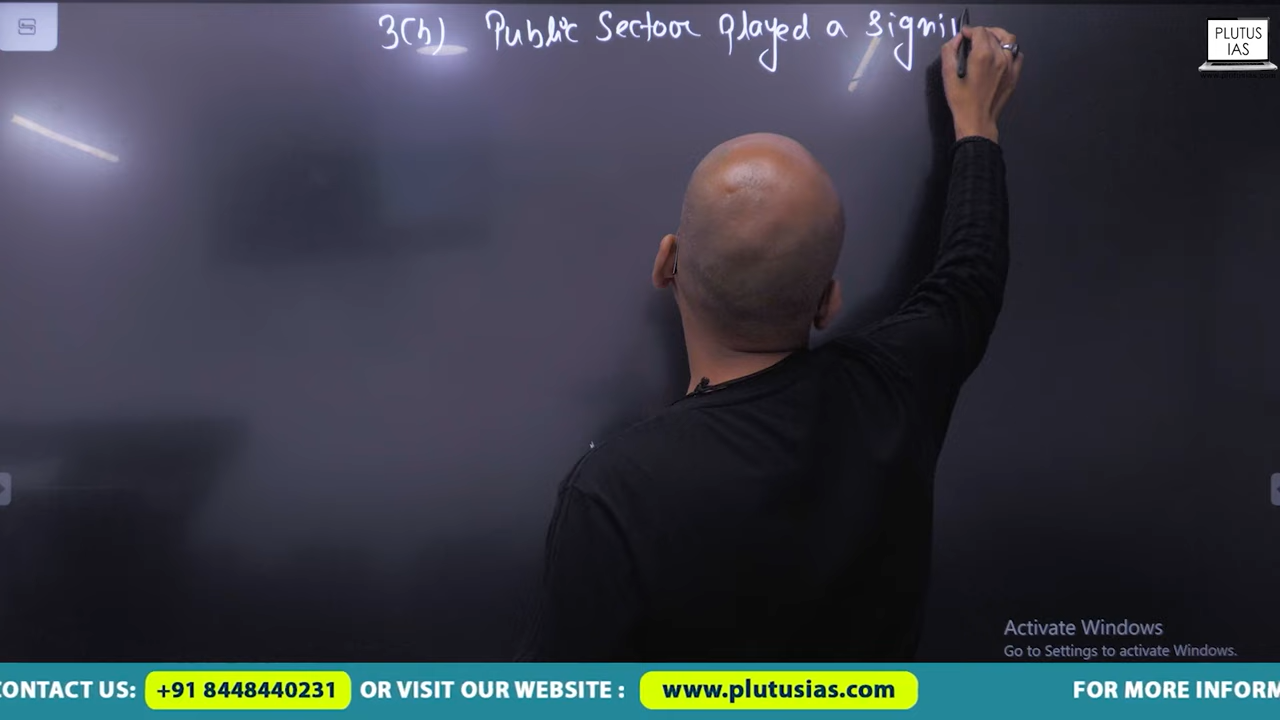 3(h) Public Sector played a Signi
PLUTUS
IAS
Activate Windows
Go to Settings to activate Windows.
CONTACT US: +91 8448440231 OR VISIT OUR WEBSITE : www.plutusias.com FOR MORE INFORM